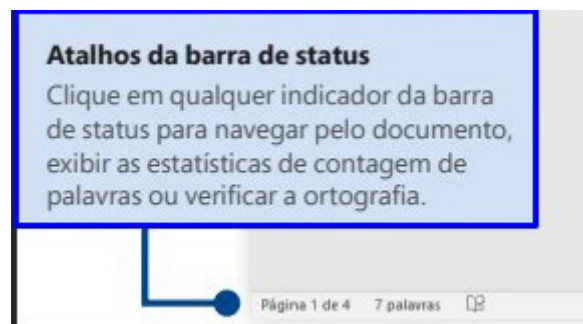 Atalhos da barra de status
Clique em qualquer indicador da barra
de status para navegar pelo documento,
exibir as estatísticas de contagem de
palavras ou verificar a ortografia.
Página 1 de 4 7 palavras